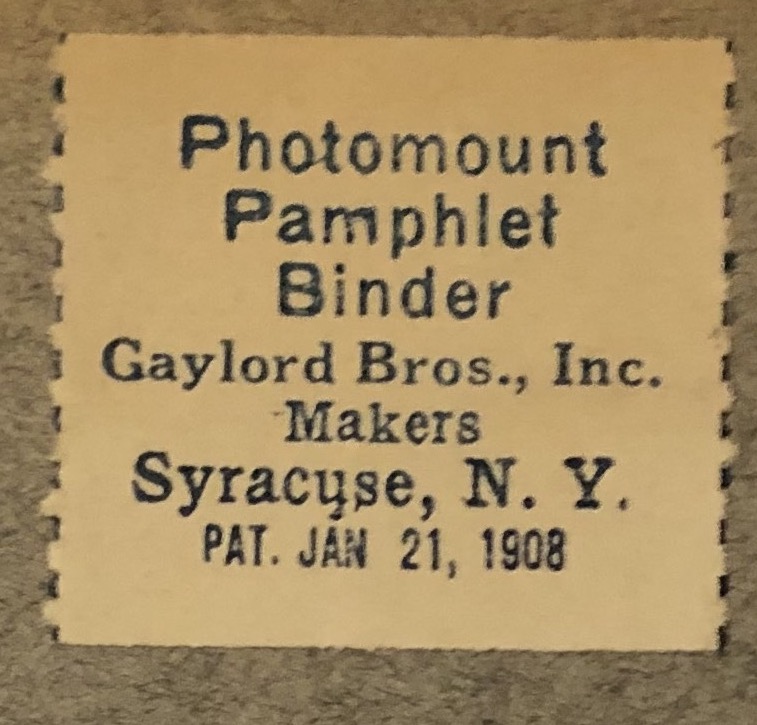 Photomount
Pamphlet
Binder
Gaylord Bros., Inc.
Makers
Syracuse, N. Y.
PAT. JAN 21, 1908